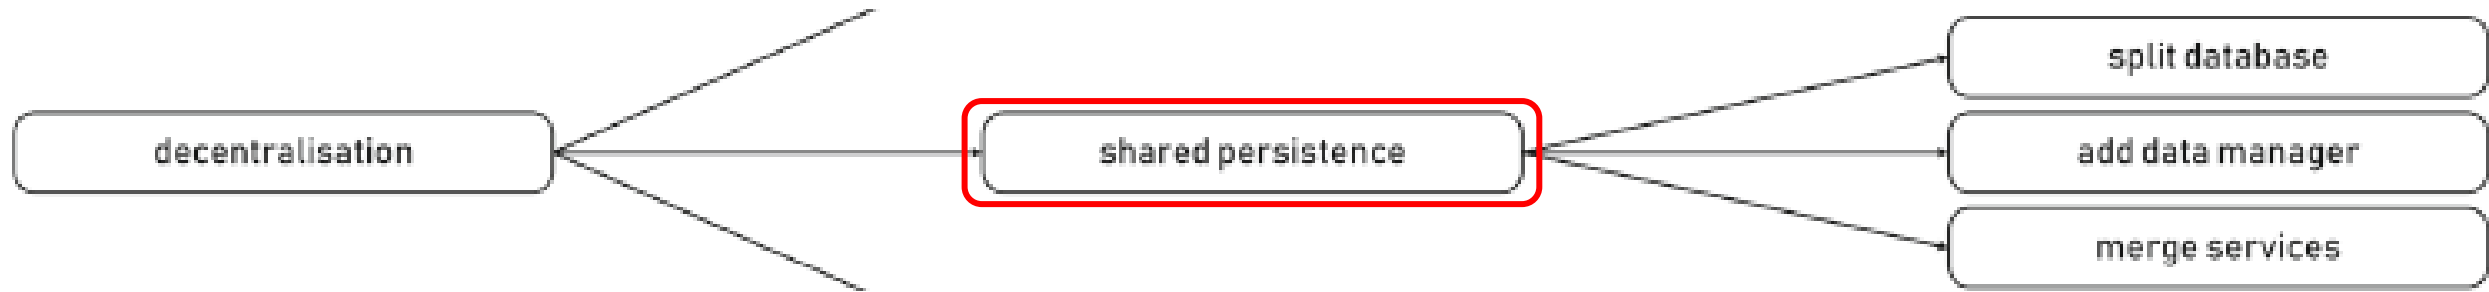 decentralisation
shared persistence
split database
add data manager
merge services